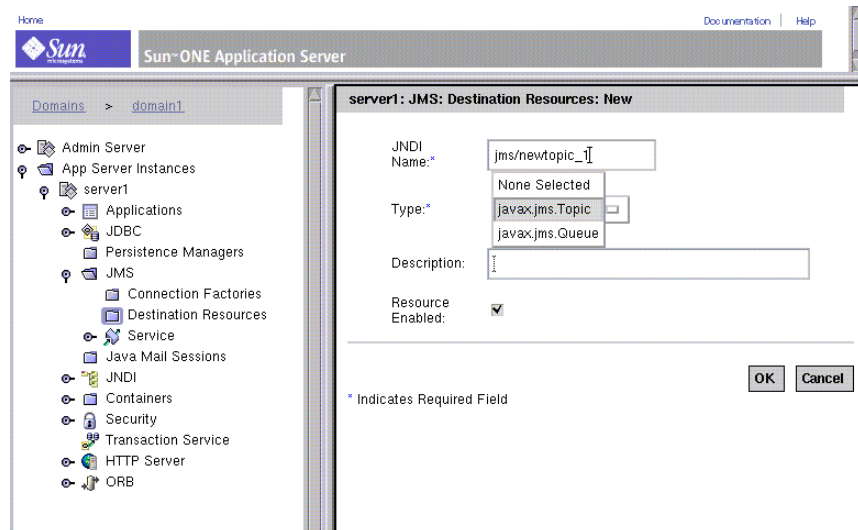 Home
Documentation | Help
Sun
microsystems
Sun™ ONE Application Server
Domains > domain1
Admin Server
App Server Instances
server1
Applications
JDBC
Persistence Managers
JMS
Connection Factories
Destination Resources
Service
Java Mail Sessions
JNDI
Containers
Security
Transaction Service
HTTP Server
ORB
server1: JMS: Destination Resources: New
JNDI
Name:*
jms/newtopic_1
None Selected
Type:*
javax.jms.Topic
javax.jms.Queue
Description:
Resource
Enabled:
OK Cancel
* Indicates Required Field